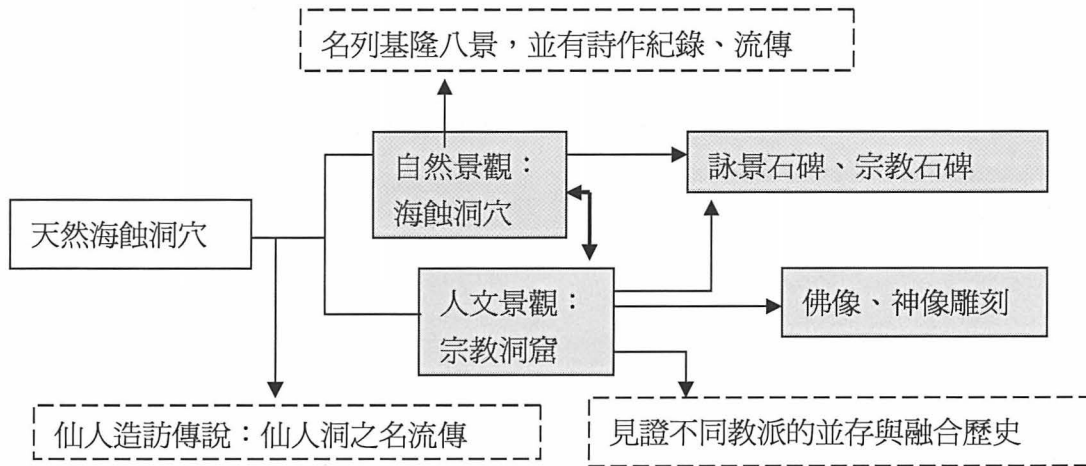 名列基隆八景，並有詩作紀錄、流傳
自然景觀：
海蝕洞穴
詠景石碑、宗教石碑
天然海蝕洞穴
人文景觀：
宗教洞窟
佛像、神像雕刻
仙人造訪傳說：仙人洞之名流傳
見證不同教派的並存與融合歷史